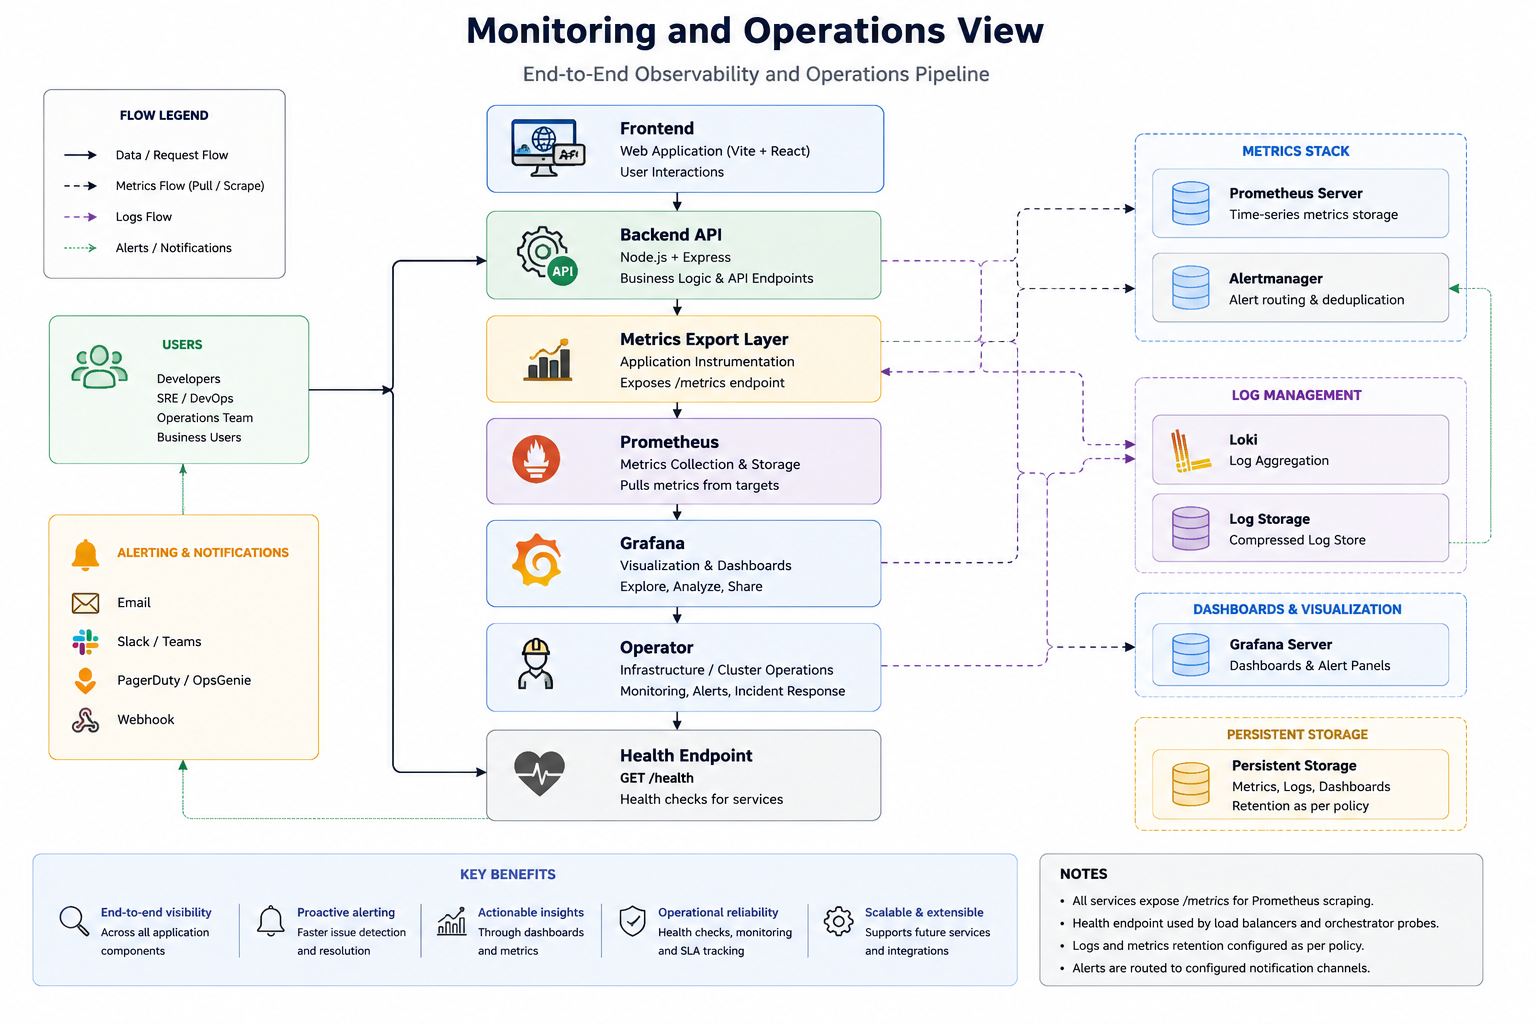 Monitoring and Operations View
End-to-End Observability and Operations Pipeline
FLOW LEGEND
Data / Request Flow
Metrics Flow (Pull / Scrape)
Logs Flow
Alerts / Notifications
USERS
Developers
SRE / DevOps
Operations Team
Business Users
ALERTING & NOTIFICATIONS
Email
Slack / Teams
PagerDuty / OpsGenie
Webhook
Frontend
Web Application (Vite + React)
User Interactions
Backend API
Node.js + Express
Business Logic & API Endpoints
API
Metrics Export Layer
Application Instrumentation
Exposes /metrics endpoint
Prometheus
Metrics Collection & Storage
Pulls metrics from targets
Grafana
Visualization & Dashboards
Explore, Analyze, Share
Operator
Infrastructure / Cluster Operations
Monitoring, Alerts, Incident Response
Health Endpoint
GET /health
Health checks for services
METRICS STACK
Prometheus Server
Time-series metrics storage
Alertmanager
Alert routing & deduplication
LOG MANAGEMENT
Loki
Log Aggregation
Log Storage
Compressed Log Store
DASHBOARDS & VISUALIZATION
Grafana Server
Dashboards & Alert Panels
PERSISTENT STORAGE
Persistent Storage
Metrics, Logs, Dashboards
Retention as per policy
KEY BENEFITS
End-to-end visibility
Across all application
components
Proactive alerting
Faster issue detection
and resolution
Actionable insights
Through dashboards
and metrics
Operational reliability
Health checks, monitoring
and SLA tracking
Scalable & extensible
Supports future services
and integrations
NOTES
• All services expose /metrics for Prometheus scraping.
• Health endpoint used by load balancers and orchestrator probes.
• Logs and metrics retention configured as per policy.
• Alerts are routed to configured notification channels.